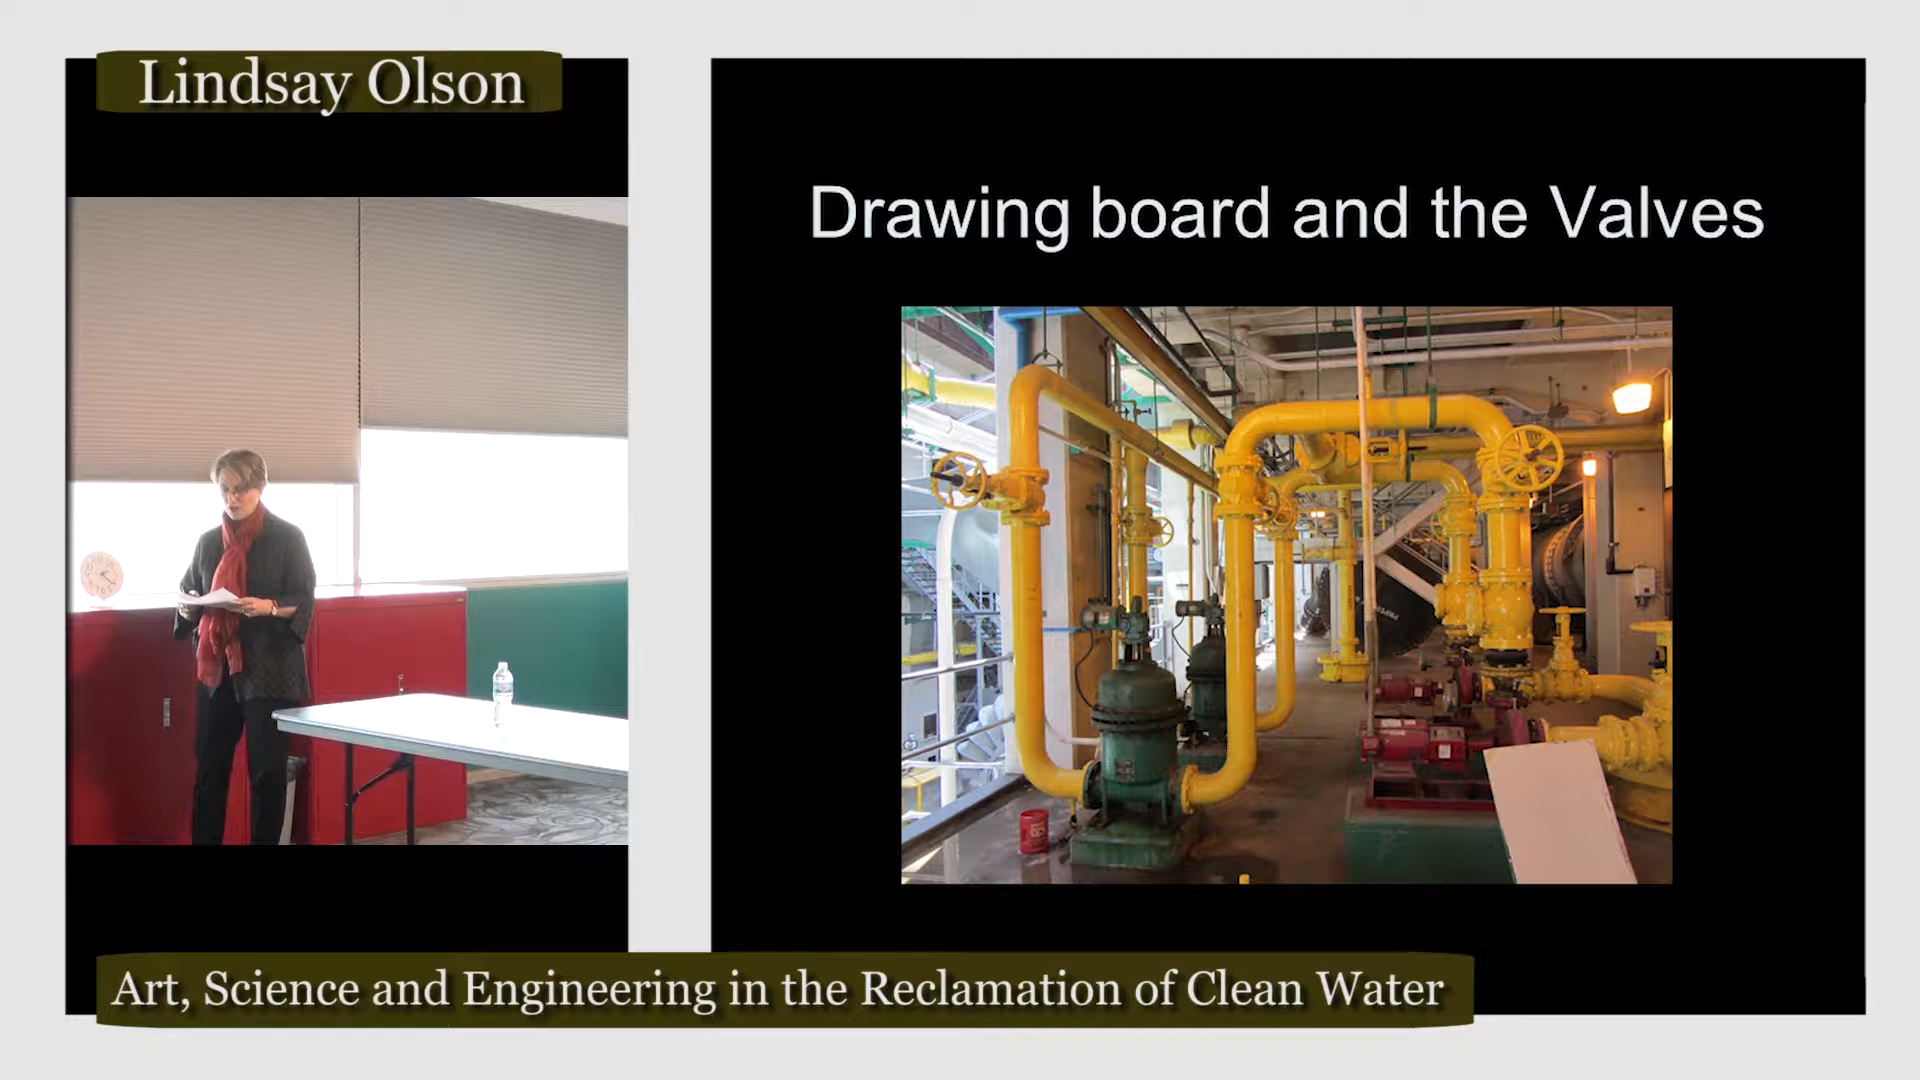 Lindsay Olson
Drawing board and the Valves
Art, Science and Engineering in the Reclamation of Clean Water